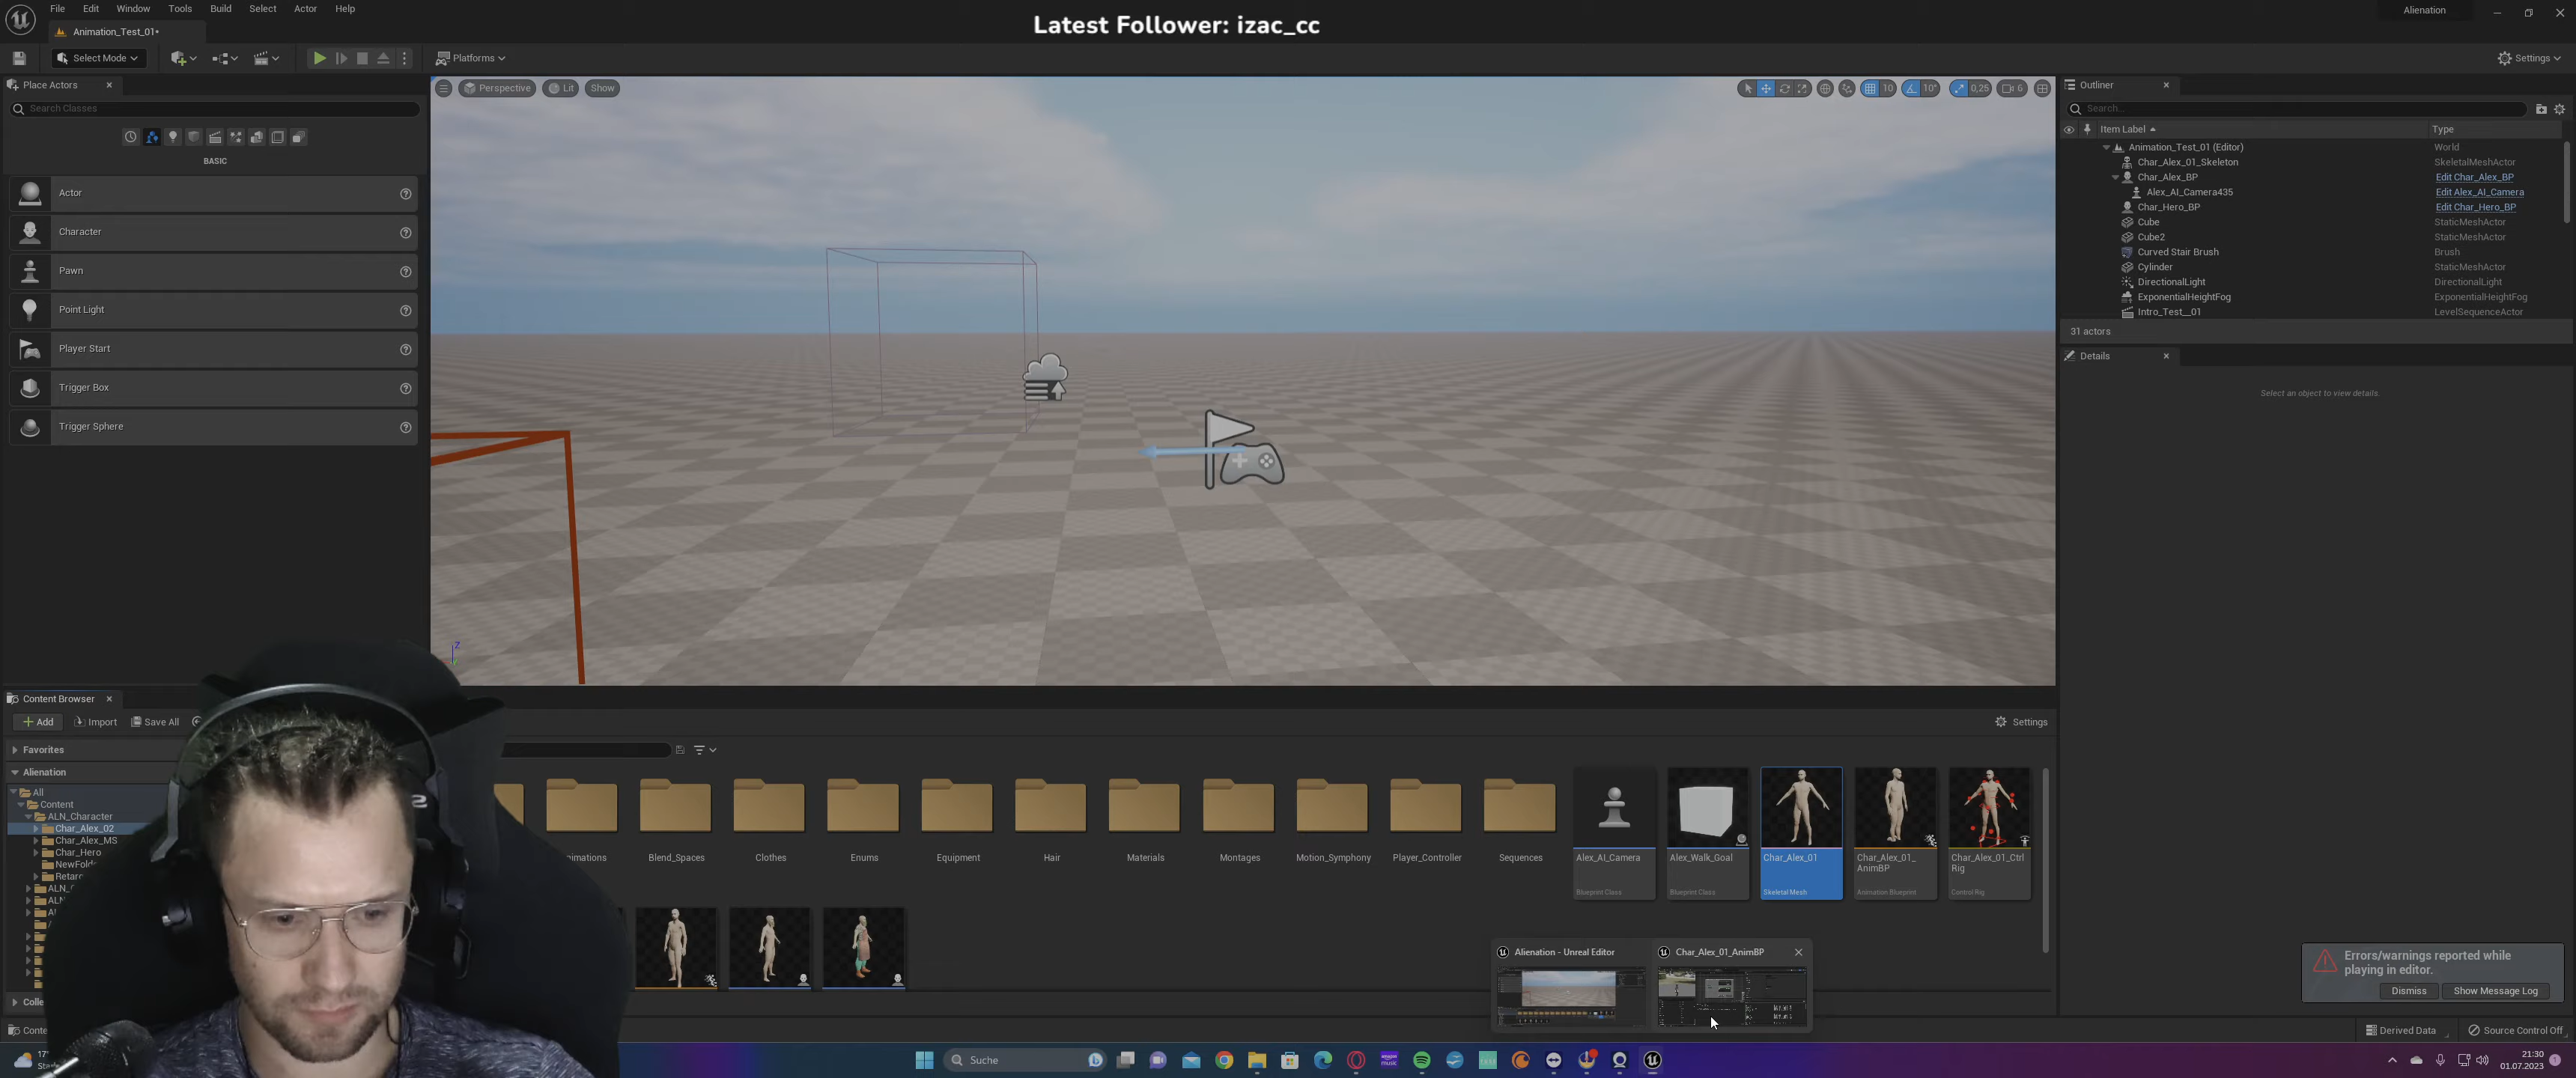 File Edit Window Tools Build Select Actor Help
Latest Follower: izac_cc
Alienation
Animation_Test_01•
Select Mode
Platforms
Settings
Place Actors
Search Classes
BASIC
Actor
Character
Pawn
Point Light
Player Start
Trigger Box
Trigger Sphere
Perspective Lit Show
10 10° 0,25 6
Outliner
Search...
Item Label Type
Animation_Test_01 (Editor) World
Char_Alex_01_Skeleton SkeletalMeshActor
Char_Alex_BP Edit Char_Alex_BP
Alex_AI_Camera435 Edit Alex_AI_Camera
Char_Hero_BP Edit Char_Hero_BP
Cube StaticMeshActor
Cube2 StaticMeshActor
Curved Stair Brush Brush
Cylinder StaticMeshActor
DirectionalLight DirectionalLight
ExponentialHeightFog ExponentialHeightFog
Intro_Test__01 LevelSequenceActor
31 actors
Details
Select an object to view details
Z
Content Browser
Add Import Save All
Settings
Favorites
Alienation
All
Content
ALN_Character
Char_Alex_02
Char_Alex_MS
Char_Hero
Blend_Spaces Clothes Enums Equipment Hair Materials Montages Motion_Symphony Player_Controller Sequences
Alex_AI_Camera
Blueprint Class
Alex_Walk_Goal
Blueprint Class
Char_Alex_01
Skeletal Mesh
Char_Alex_01_
AnimBP
Animation Blueprint
Char_Alex_01_Ctrl
Rig
Control Rig
Alienation - Unreal Editor
Char_Alex_01_AnimBP
Errors/warnings reported while
playing in editor.
Dismiss Show Message Log
Derived Data Source Control Off
Suche
21:30
01.07.2023